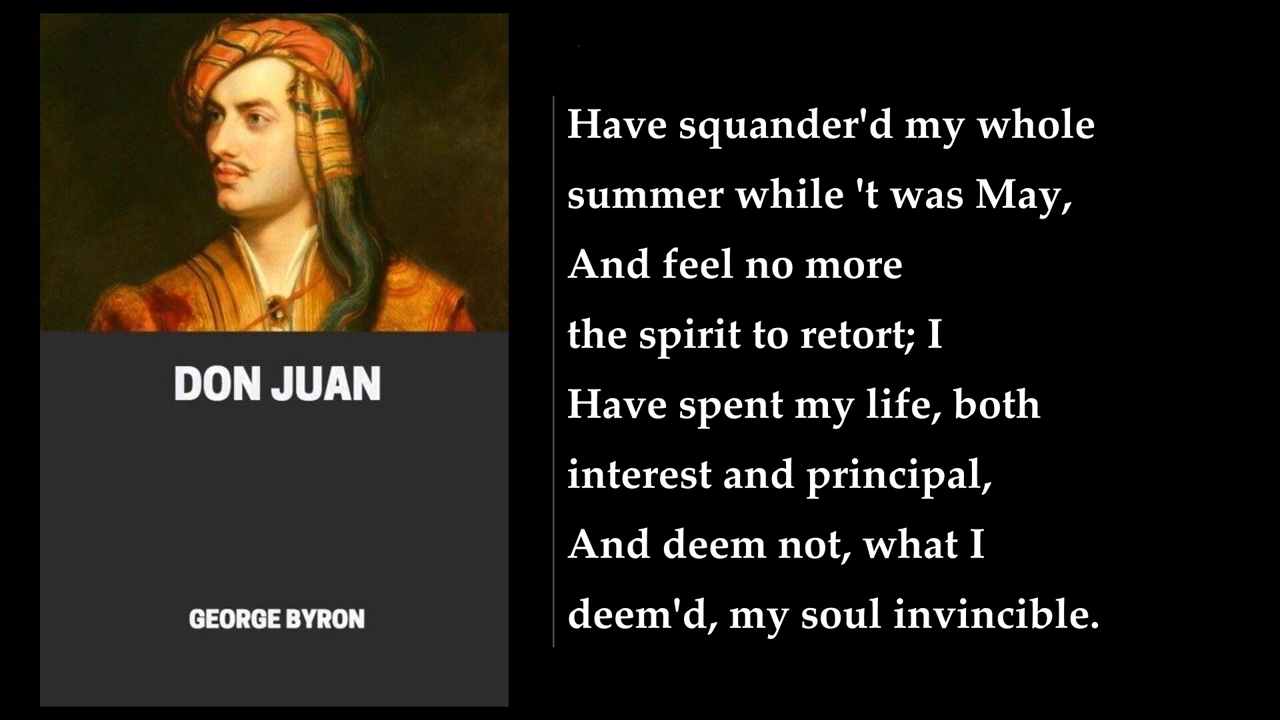 DON JUAN
GEORGE BYRON
Have squander'd my whole
summer while 't was May,
And feel no more
the spirit to retort; I
Have spent my life, both
interest and principal,
And deem not, what I
deem'd, my soul invincible.